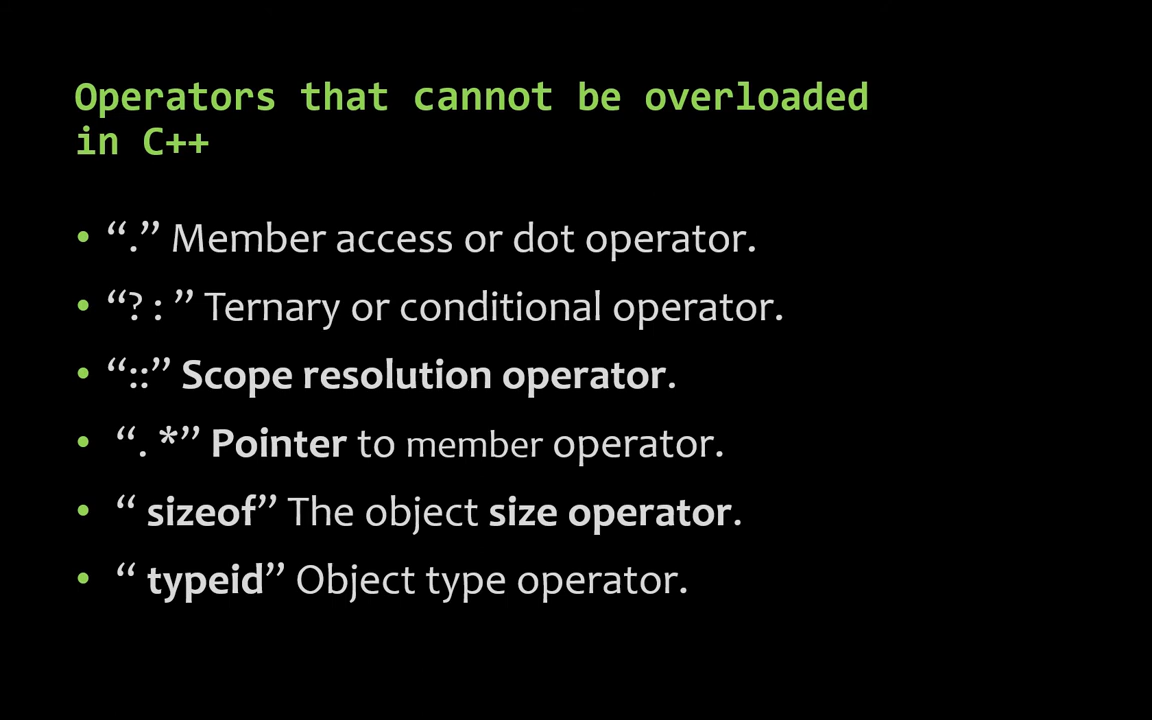 Operators that cannot be overloaded
in C++
• “.” Member access or dot operator.
• “? : ” Ternary or conditional operator.
• “::” Scope resolution operator.
• “. *” Pointer to member operator.
• “ sizeof” The object size operator.
• “ typeid” Object type operator.